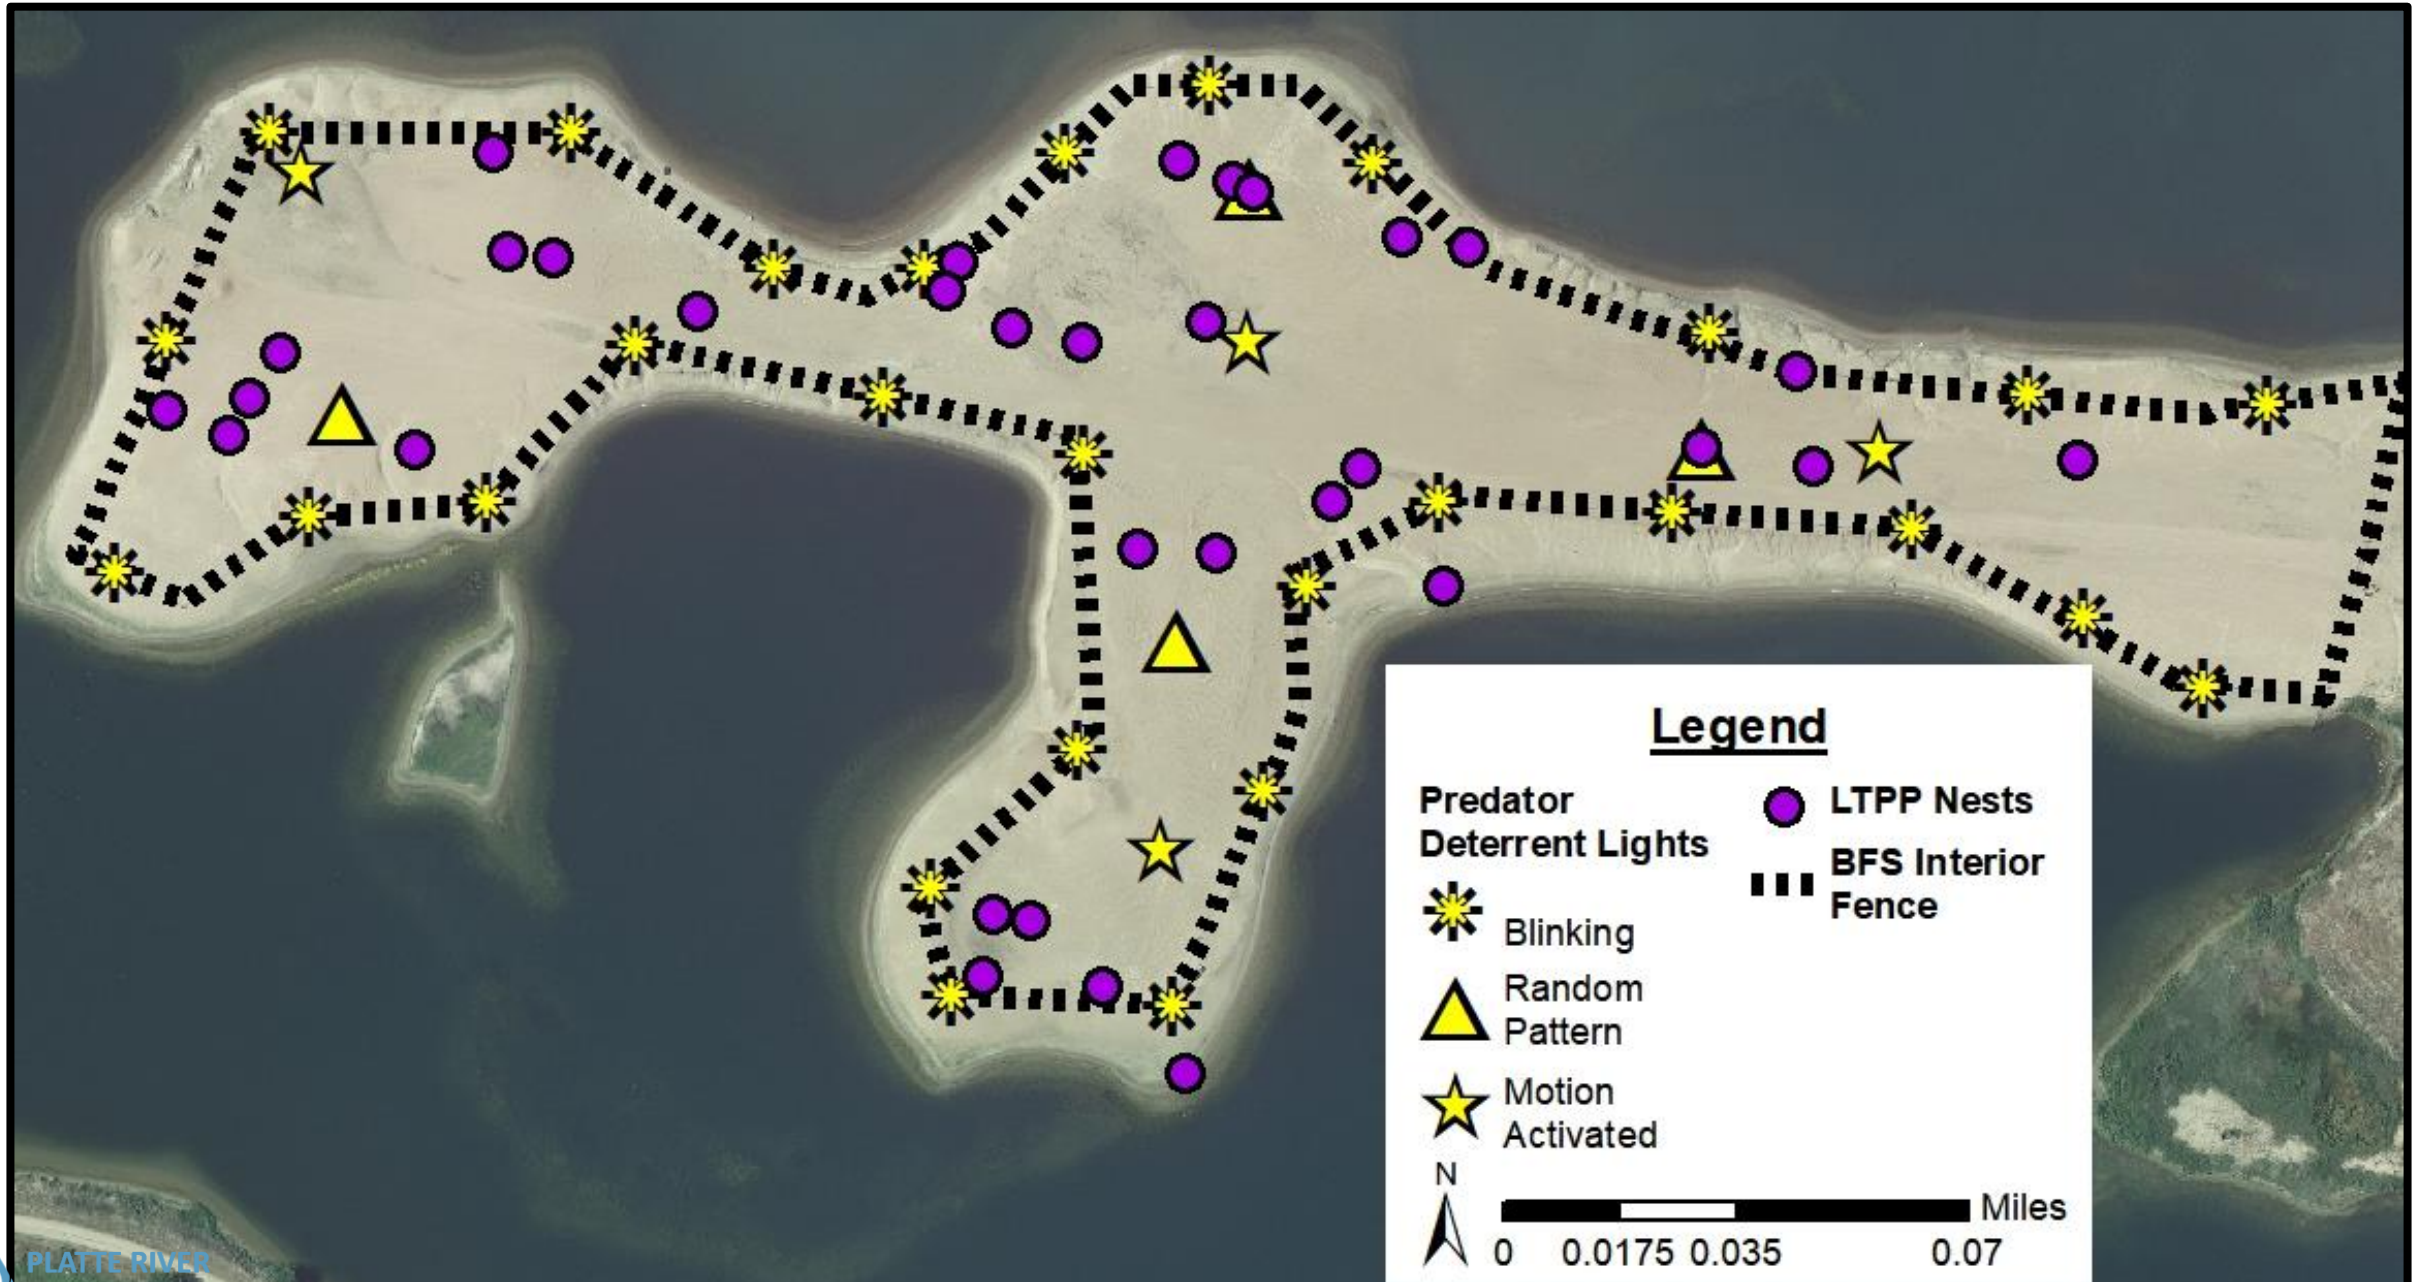 Legend
Predator
Deterrent Lights
Blinking
Random
Pattern
Motion
Activated
LTPP Nests
BFS Interior
Fence
N
Miles
0 0.0175 0.035 0.07
PLATTE RIVER